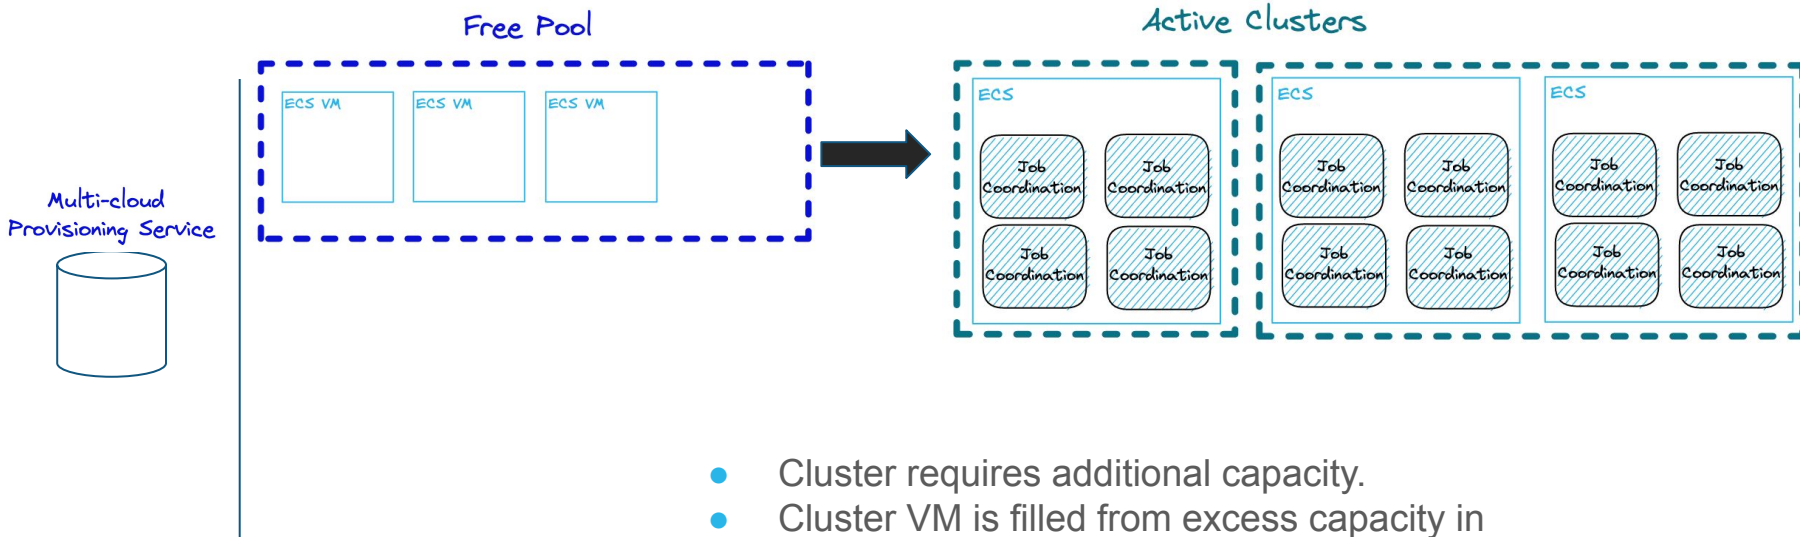 Free Pool
Active Clusters
ECS VM
ECS VM
ECS VM
Multi-cloud
Provisioning Service
ECS
Job
Coordination
Job
Coordination
Job
Coordination
Job
Coordination
ECS
Job
Coordination
Job
Coordination
Job
Coordination
Job
Coordination
ECS
Job
Coordination
Job
Coordination
Job
Coordination
Job
Coordination
Cluster requires additional capacity.
Cluster VM is filled from excess capacity in